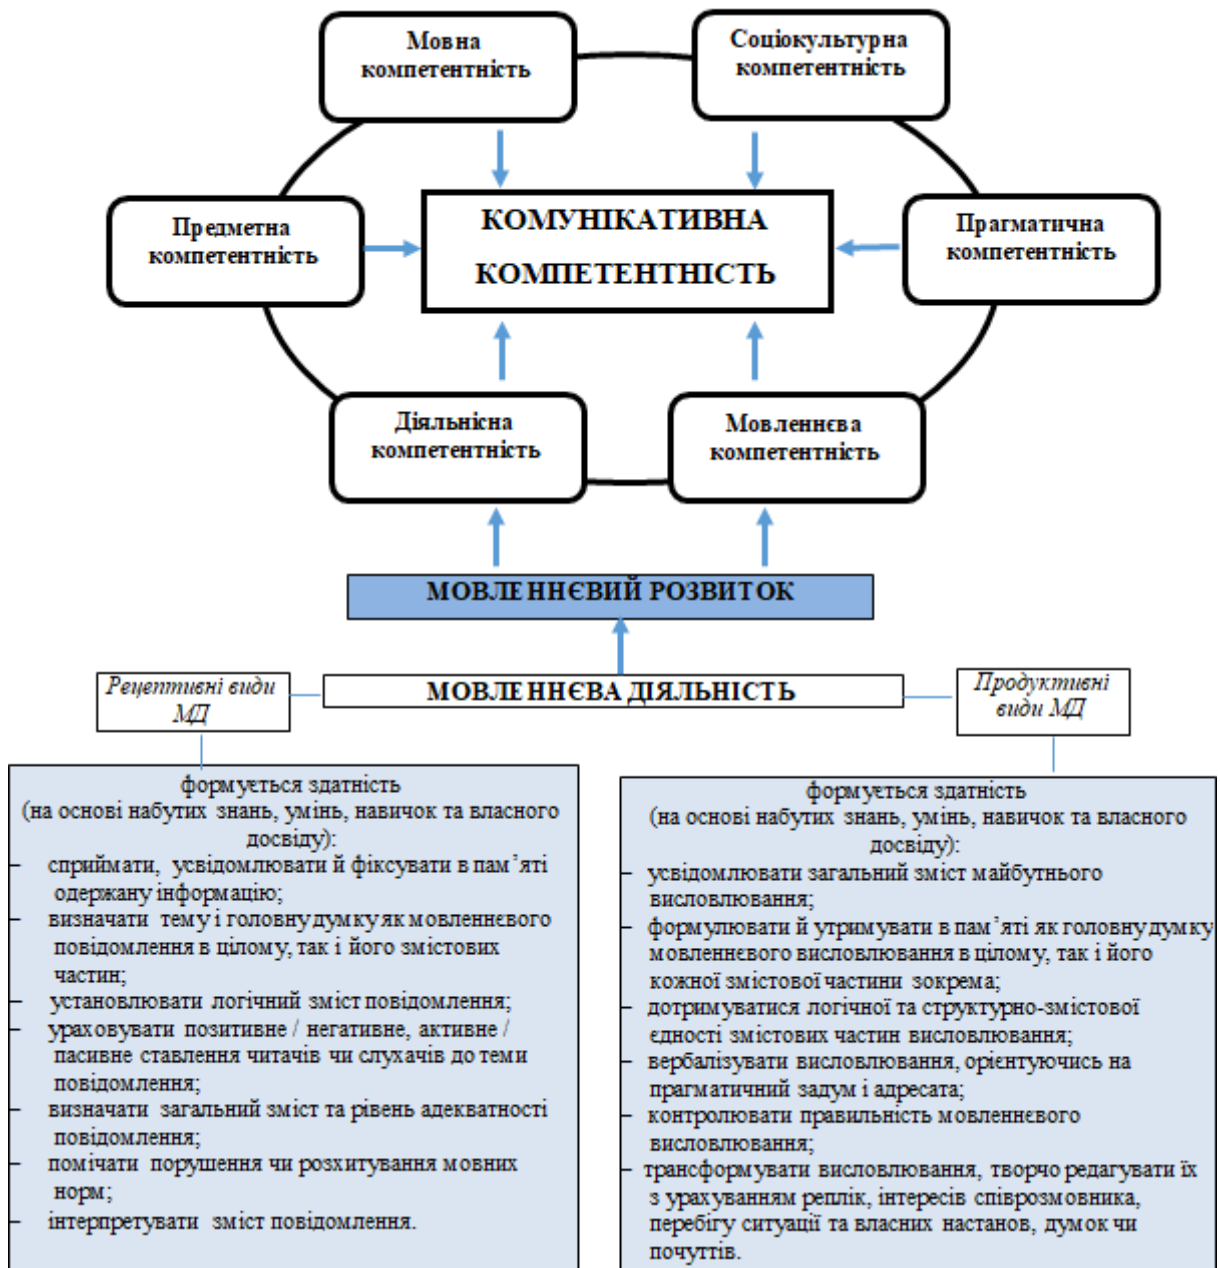 Мовна
компетентність
Соціокультурна
компетентність
Предметна
компетентність
КОМУНІКАТИВНА
КОМПЕТЕНТНІСТЬ
Прагматична
компетентність
Діяльнісна
компетентність
Мовленнєва
компетентність
МОВЛЕННЄВИЙ РОЗВИТОК
Рецептивні види
МД
МОВЛЕННЄВА ДІЯЛЬНІСТЬ
Продуктивні
види МД
формується здатність
(на основі набутих знань, умінь, навичок та власного
досвіду):
– сприймати, усвідомлювати й фіксувати в пам’яті
одержану інформацію;
– визначати тему і головну думку як мовленнєвого
повідомлення в цілому, так і його змістових
частин;
– установлювати логічний зміст повідомлення;
– ураховувати позитивне / негативне, активне /
пасивне ставлення читачів чи слухачів до теми
повідомлення;
– визначати загальний зміст та рівень адекватності
повідомлення;
– помічати порушення чи розхитування мовних
норм;
– інтерпретувати зміст повідомлення.
формується здатність
(на основі набутих знань, умінь, навичок та власного
досвіду):
– усвідомлювати загальний зміст майбутнього
висловлювання;
– формулювати й утримувати в пам’яті як головну думку
мовленнєвого висловлювання в цілому, так і його
кожної змістової частини зокрема;
– дотримуватися логічної та структурно-змістової
єдності змістових частин висловлювання;
– вербалізувати висловлювання, орієнтуючись на
прагматичний задум і адресата;
– контролювати правильність мовленнєвого
висловлювання;
– трансформувати висловлювання, творчо редагувати їх
з урахуванням реплік, інтересів співрозмовника,
перебігу ситуації та власних настанов, думок чи
почуттів.